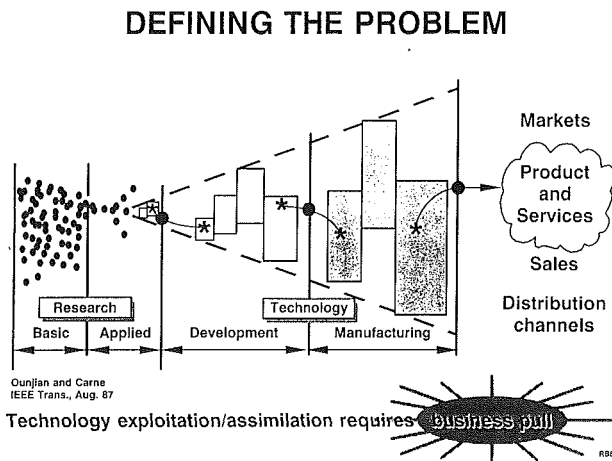 DEFINING THE PROBLEM
Markets
Product
and
Services
Sales
Distribution
channels
Research
Technology
Basic
Applied
Development
Manufacturing
Ounjian and Carne
IEEE Trans., Aug. 87
Technology exploitation/assimilation requires business pull